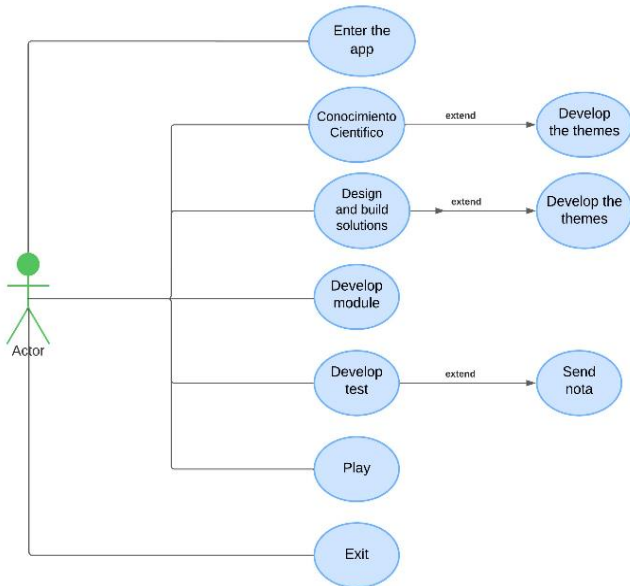 Enter the
app
Conocimiento
Cientifico
extend
Develop
the themes
Design
and build
solutions
extend
Develop the
themes
Actor
Develop
module
Develop
test
extend
Send
nota
Play
Exit